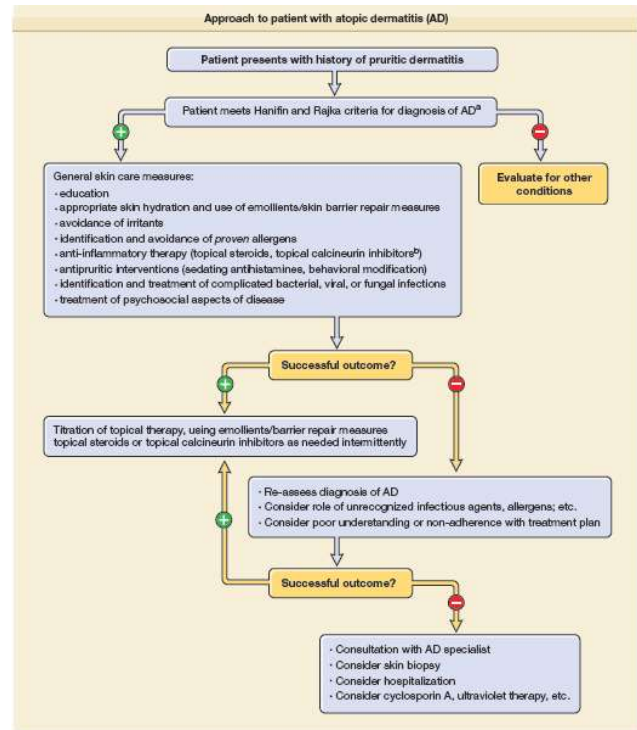 Approach to patient with atopic dermatitis (AD)
Patient presents with history of pruritic dermatitis
Patient meets Hanifin and Rajka criteria for diagnosis of ADa
General skin care measures:
· education
· appropriate skin hydration and use of emollients/skin barrier repair measures
· avoidance of irritants
· identification and avoidance of proven allergens
· anti-inflammatory therapy (topical steroids, topical calcineurin inhibitorsb)
· antipruritic interventions (sedating antihistamines, behavioral modification)
· identification and treatment of complicated bacterial, viral, or fungal infections
· treatment of psychosocial aspects of disease
Evaluate for other
conditions
Successful outcome?
Titration of topical therapy, using emollients/barrier repair measures
topical steroids or topical calcineurin inhibitors as needed intermittently
· Re-assess diagnosis of AD
· Consider role of unrecognized infectious agents, allergens; etc.
· Consider poor understanding or non-adherence with treatment plan
Successful outcome?
· Consultation with AD specialist
· Consider skin biopsy
· Consider hospitalization
· Consider cyclosporin A, ultraviolet therapy, etc.